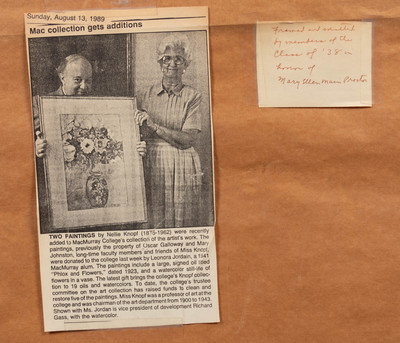 Sunday, August 13, 1989
Mac collection gets additions
TWO PAINTINGS by Nellie Knopf (1875-1962) were recently
added to MacMurray College's collection of the artist's work. The
paintings, previously the property of Oscar Galloway and Mary
Johnston, long-time faculty members and friends of Miss Knopf,
were donated to the college last week by Leonora Jordain, a 1941
MacMurray alum. The paintings include a large, signed oil titled
"Phlox and Flowers," dated 1923, and a watercolor still-life of
flowers in a vase. The latest gift brings the college's Knopf collec-
tion to 19 oils and watercolors. To date, the college's trustee
committee on the art collection has raised funds to clean and
restore five of the paintings. Miss Knopf was a professor of art at the
college and was chairman of the art department from 1900 to 1943.
Shown with Ms. Jordan is vice president of development Richard
Gass, with the watercolor.
Framed and matted
by members of the
Class of '38 in
honor of
Mary Ellen Mann Proctor